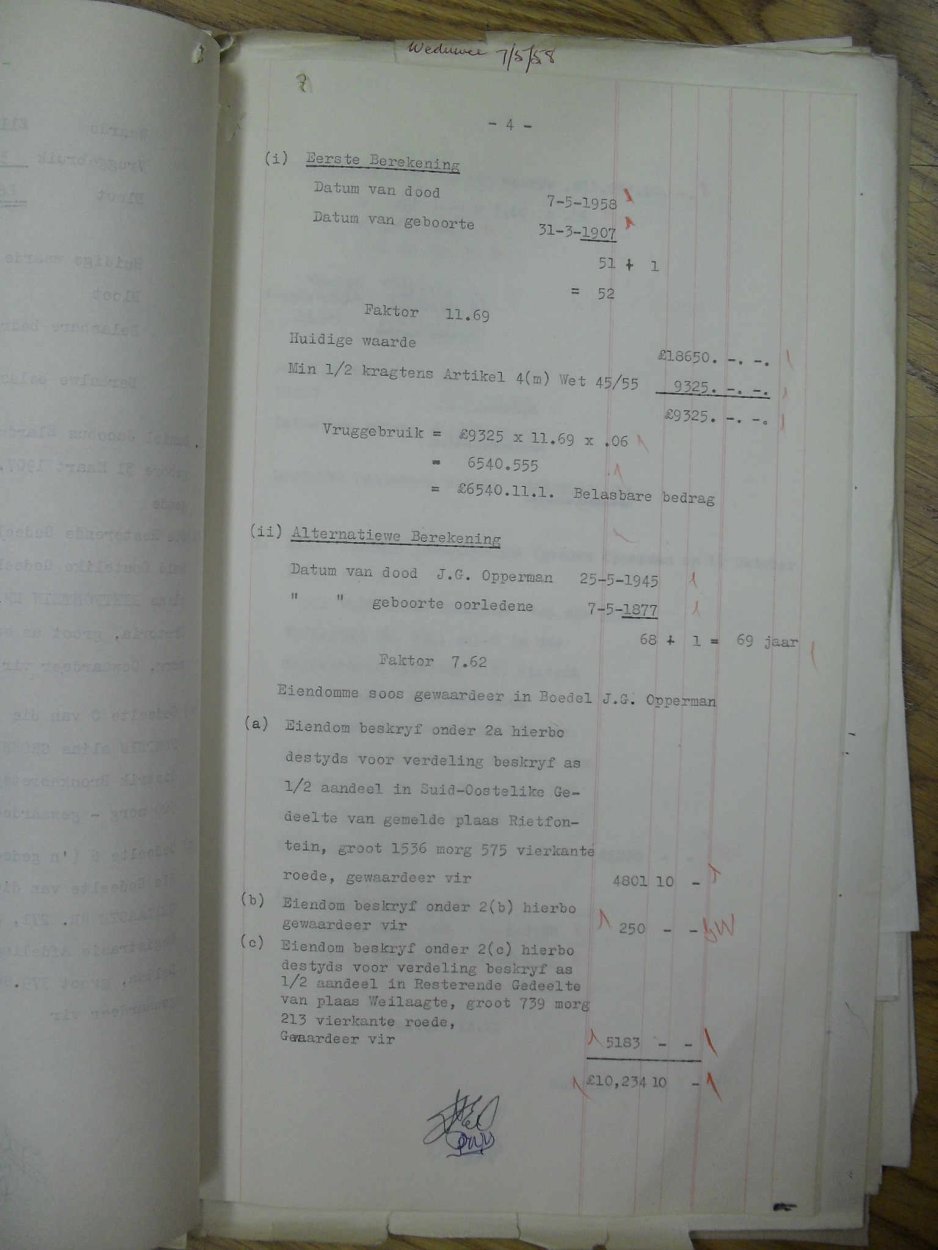 Weduwee 7/5/58
- 4 -
(i) Eerste Berekening
Datum van dood 7-5-1958
Datum van geboorte 31-3-1907
51 + 1
= 52
Faktor 11.69
Huidige waarde £18650. -. -.
Min 1/2 kragtens Artikel 4(m) Wet 45/55 9325. -. -.
£9325. -. -.
Vruggebruik = £9325 x 11.69 x .06
= 6540.555
= £6540.11.1. Belasbare bedrag
(ii) Alternatiewe Berekening
Datum van dood J.G. Opperman 25-5-1945
" " geboorte oorledene 7-5-1877
68 + 1 = 69 jaar
Faktor 7.62
Eiendomme soos gewaardeer in Boedel J.G. Opperman
(a) Eiendom beskryf onder 2a hierbo
destyds voor verdeling beskryf as
1/2 aandeel in Suid-Oostelike Ge-
deelte van gemelde plaas Rietfon-
tein, groot 1536 morg 575 vierkante
roede, gewaardeer vir 4801 10 -
(b) Eiendom beskryf onder 2(b) hierbo
gewaardeer vir 250 - -
(c) Eiendom beskryf onder 2(c) hierbo
destyds voor verdeling beskryf as
1/2 aandeel in Resterende Gedeelte
van plaas Weilaagte, groot 739 morg
213 vierkante roede,
Gewaardeer vir 5183 - -
£10,234 10 -